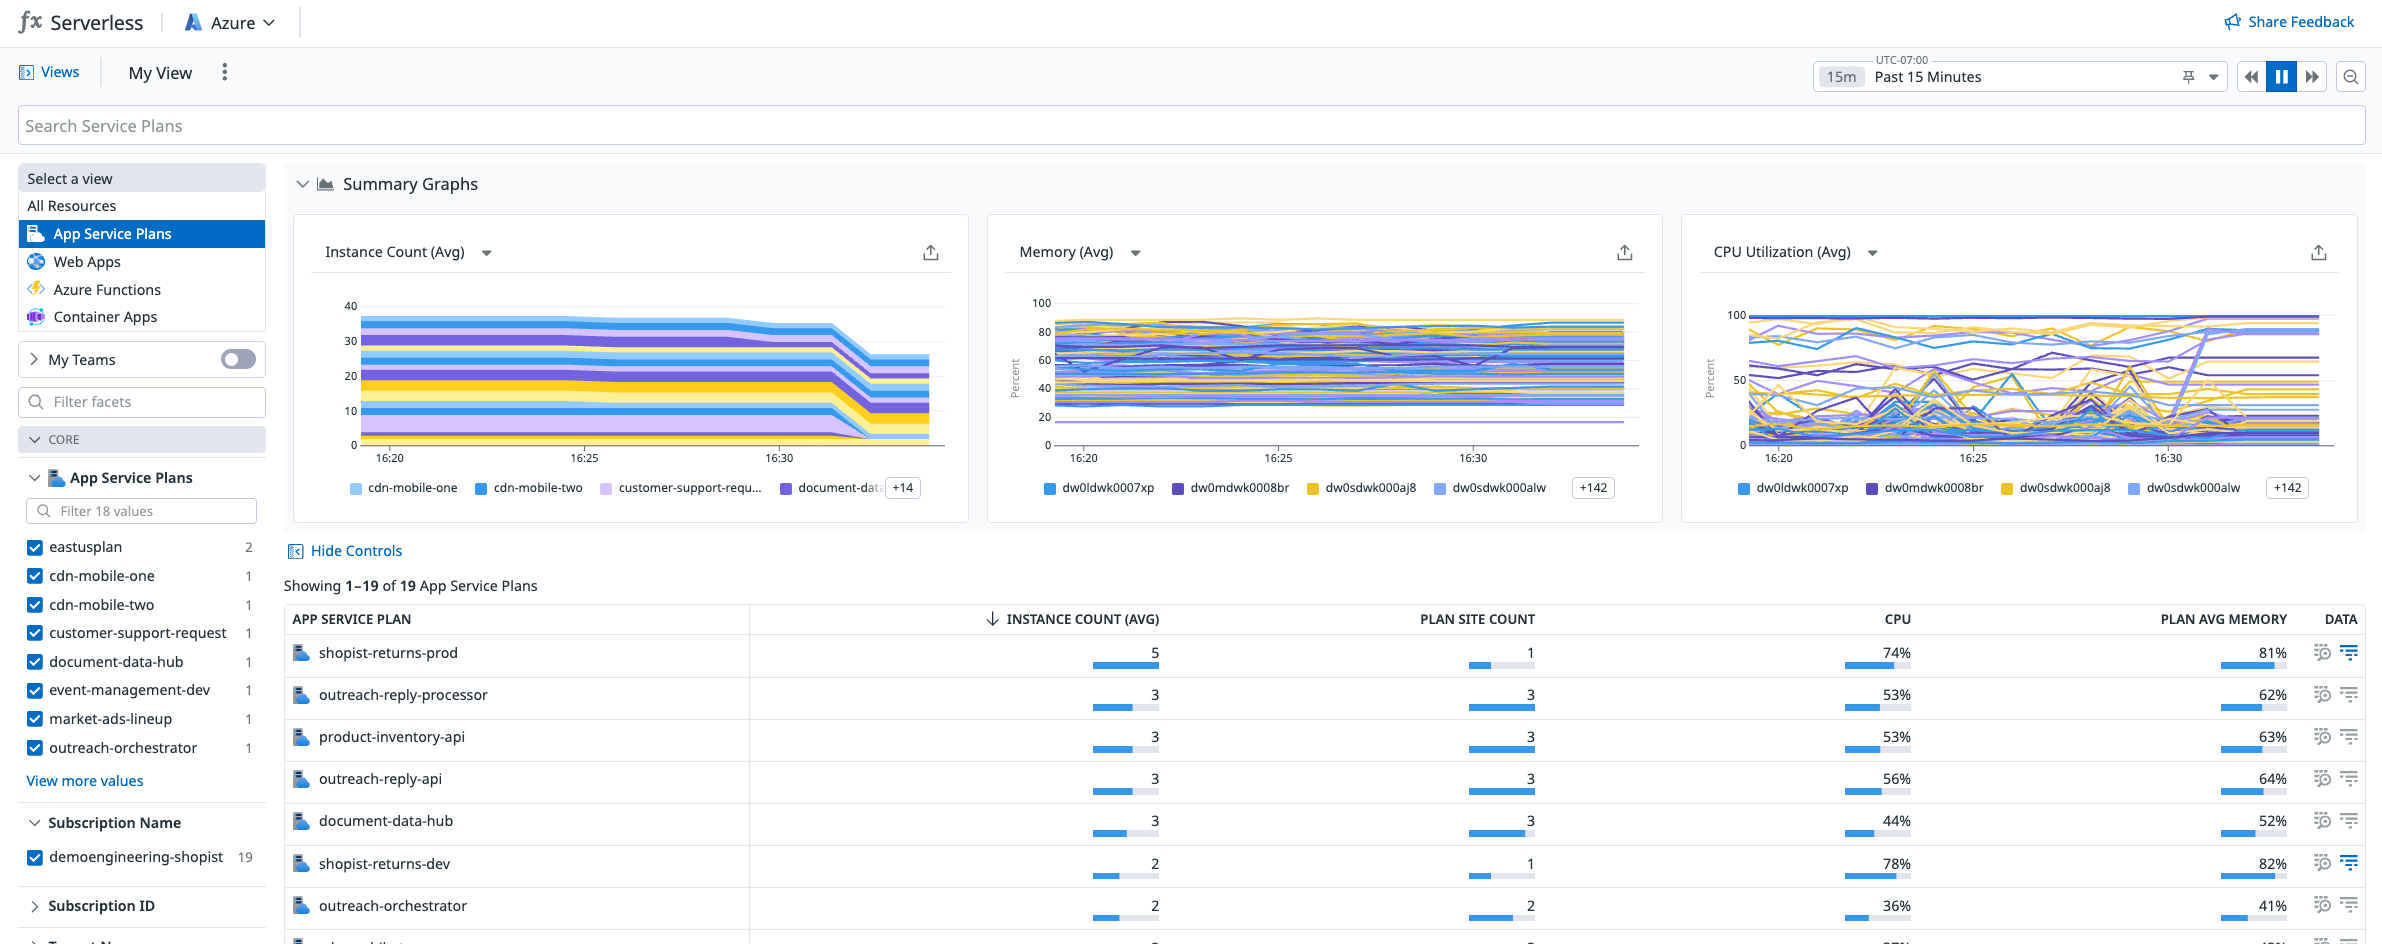 fx Serverless
Azure
Share Feedback
Views
My View
UTC-07:00
15m Past 15 Minutes
Search Service Plans
Select a view
All Resources
App Service Plans
Web Apps
Azure Functions
Container Apps
My Teams
Filter facets
CORE
App Service Plans
Filter 18 values
eastusplan 2
cdn-mobile-one 1
cdn-mobile-two 1
customer-support-request 1
document-data-hub 1
event-management-dev 1
market-ads-lineup 1
outreach-orchestrator 1
View more values
Subscription Name
demoengineering-shopist 19
Subscription ID
Summary Graphs
Instance Count (Avg)
40
30
20
10
0
16:20 16:25 16:30
cdn-mobile-one cdn-mobile-two customer-support-requ... document-data +14
Memory (Avg)
Percent
100
80
60
40
20
0
16:20 16:25 16:30
dw0ldwk0007xp dw0mdwk0008br dw0sdwk000aj8 dw0sdwk000alw +142
CPU Utilization (Avg)
Percent
100
50
0
16:20 16:25 16:30
dw0ldwk0007xp dw0mdwk0008br dw0sdwk000aj8 dw0sdwk000alw +142
Hide Controls
Showing 1–19 of 19 App Service Plans
APP SERVICE PLAN INSTANCE COUNT (AVG) PLAN SITE COUNT CPU PLAN AVG MEMORY DATA
shopist-returns-prod 5 1 74% 81%
outreach-reply-processor 3 3 53% 62%
product-inventory-api 3 3 53% 63%
outreach-reply-api 3 3 56% 64%
document-data-hub 3 3 44% 52%
shopist-returns-dev 2 1 78% 82%
outreach-orchestrator 2 2 36% 41%